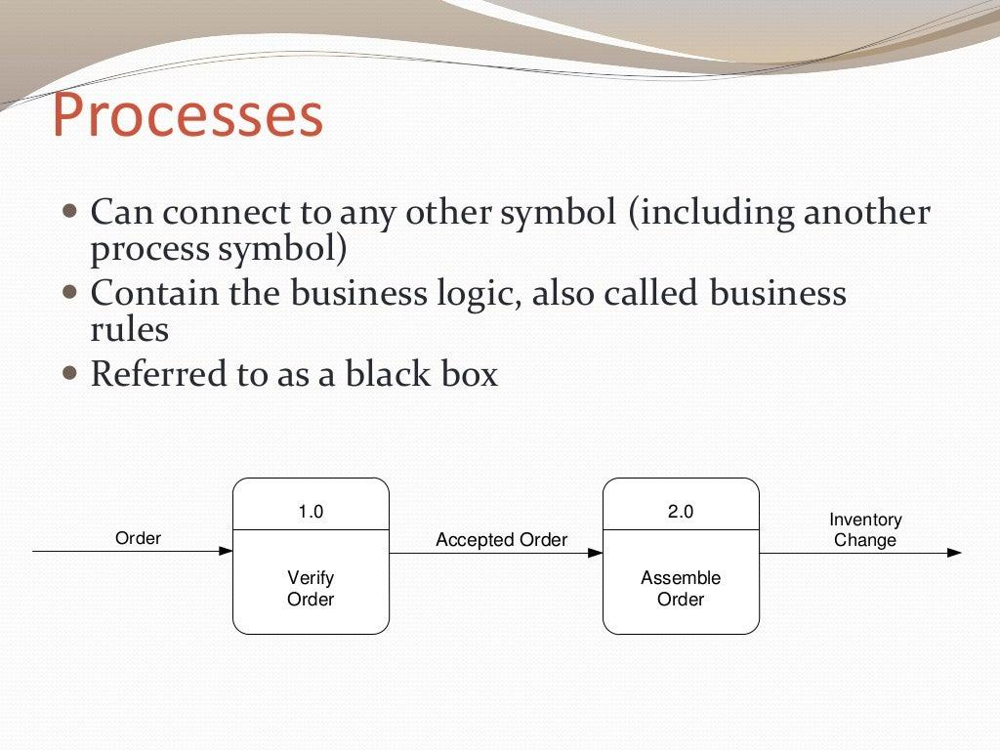 Processes
Can connect to any other symbol (including another
process symbol)
Contain the business logic, also called business
rules
Referred to as a black box
Order
1.0
Verify
Order
Accepted Order
2.0
Assemble
Order
Inventory
Change